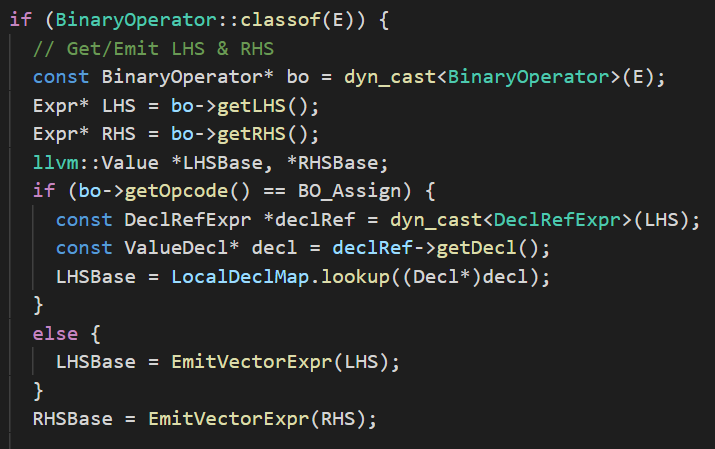 if (BinaryOperator::classof(E)) {
  // Get/Emit LHS & RHS
  const BinaryOperator* bo = dyn_cast<BinaryOperator>(E);
  Expr* LHS = bo->getLHS();
  Expr* RHS = bo->getRHS();
  llvm::Value *LHSBase, *RHSBase;
  if (bo->getOpcode() == BO_Assign) {
    const DeclRefExpr *declRef = dyn_cast<DeclRefExpr>(LHS);
    const ValueDecl* decl = declRef->getDecl();
    LHSBase = LocalDeclMap.lookup((Decl*)decl);
  }
  else {
    LHSBase = EmitVectorExpr(LHS);
  }
  RHSBase = EmitVectorExpr(RHS);